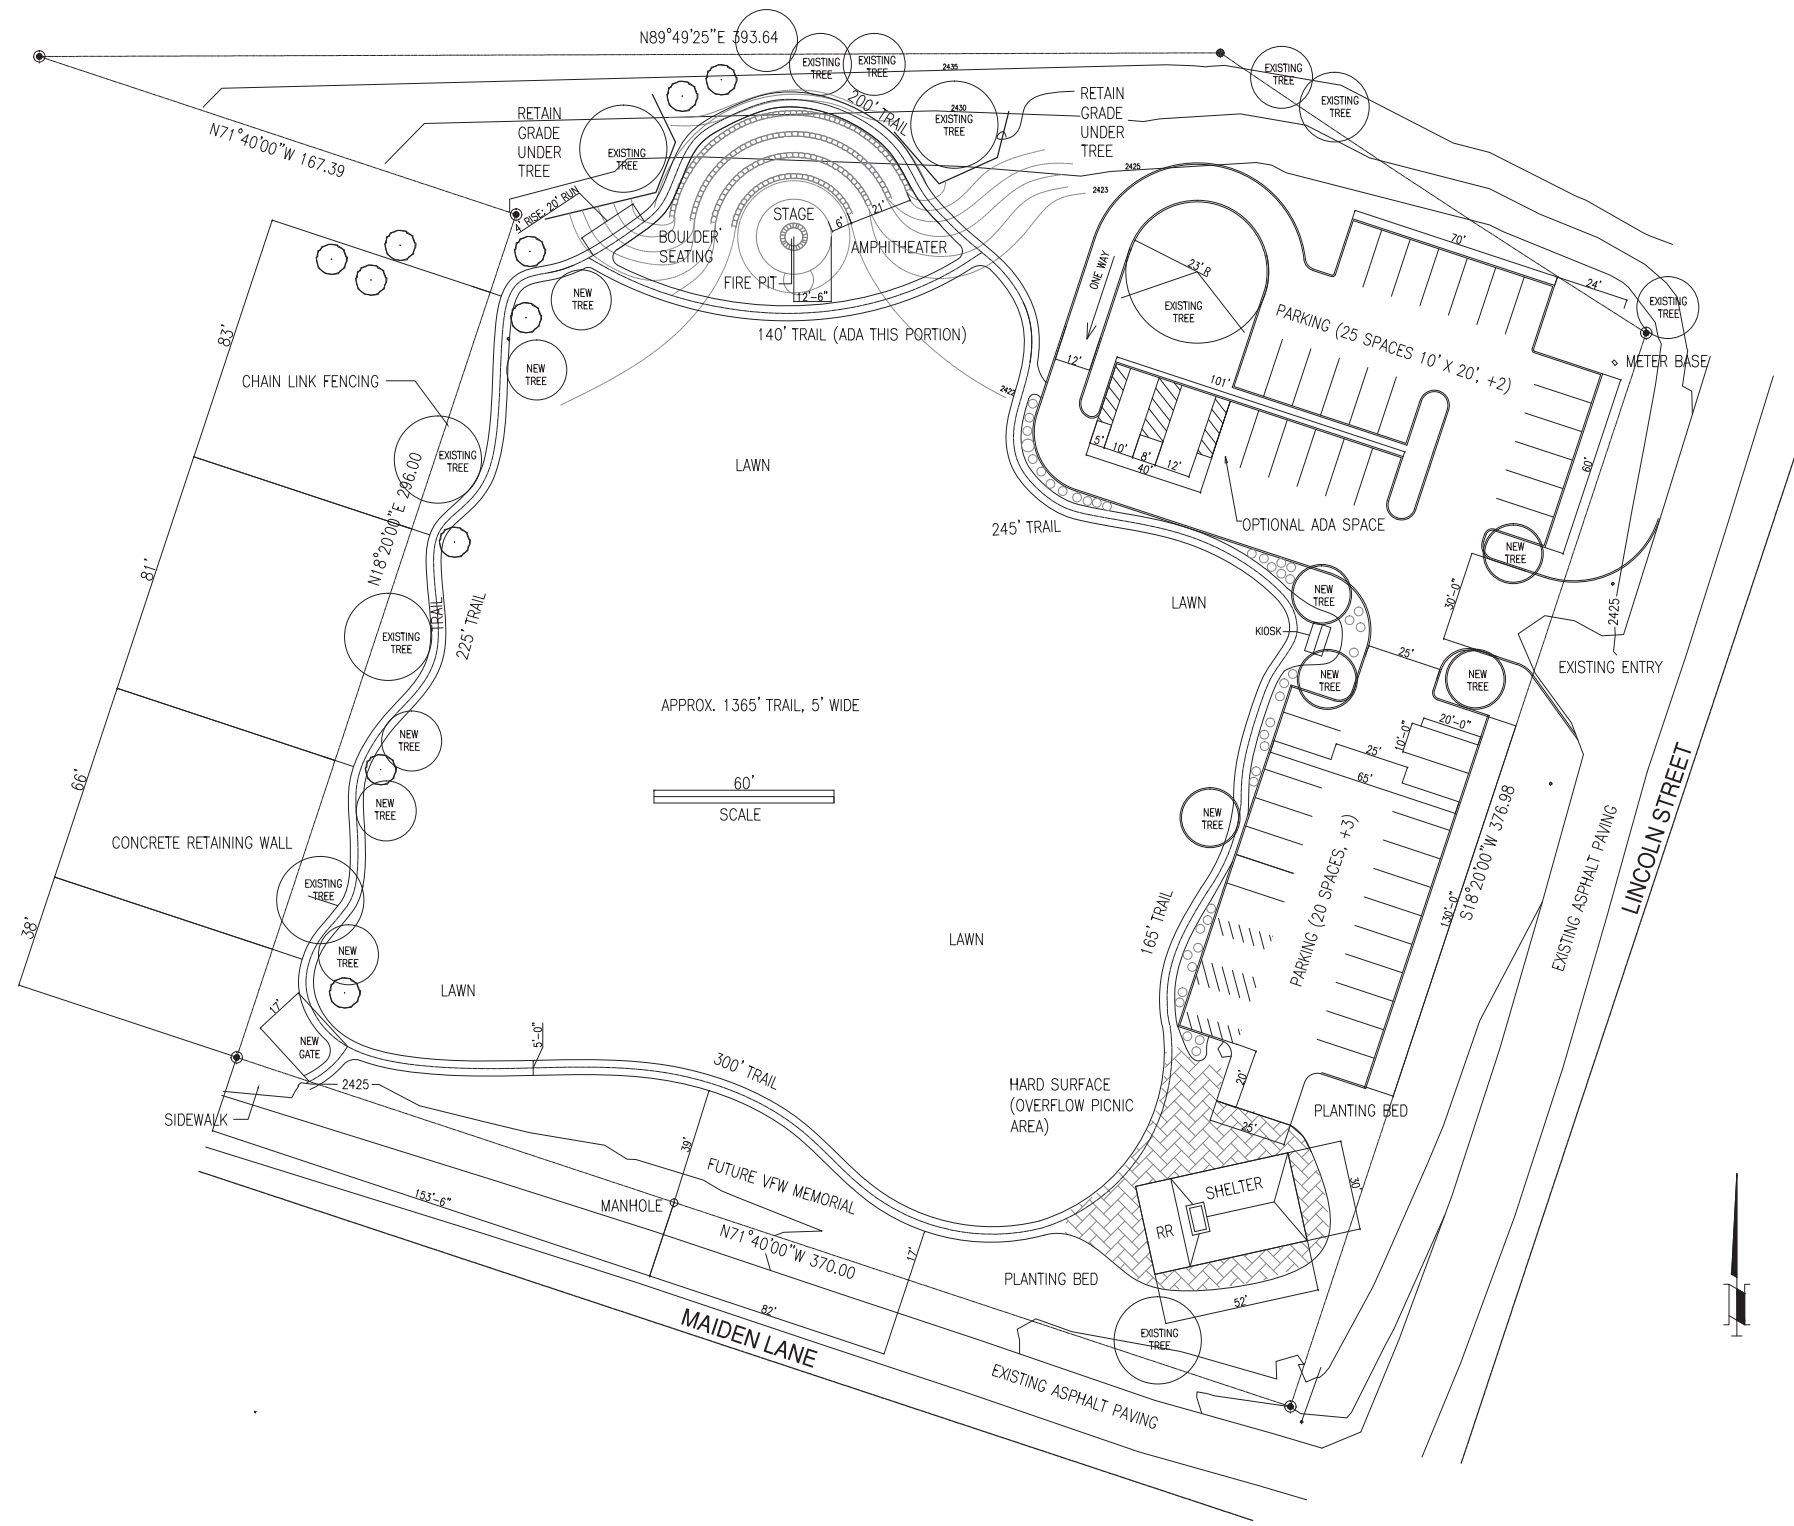 N89°49'25"E 393.64
EXISTING
TREE
EXISTING
TREE
2435
EXISTING
TREE
EXISTING
TREE
N71°40'00"W 167.39
RETAIN
GRADE
UNDER
TREE
200' TRAIL
2430
EXISTING
TREE
RETAIN
GRADE
UNDER
TREE
EXISTING
TREE
2425
2423
4' RISE: 20' RUN
BOULDER
SEATING
STAGE
6'
21'
AMPHITHEATER
FIRE PIT
12'-6"
140' TRAIL (ADA THIS PORTION)
ONE WAY
23' R
EXISTING
TREE
70'
24'
EXISTING
TREE
PARKING (25 SPACES 10' X 20', +2)
METER BASE
12'
101'
5'
10'
8'
12'
40'
60'
OPTIONAL ADA SPACE
83'
NEW
TREE
NEW
TREE
CHAIN LINK FENCING
EXISTING
TREE
2422
LAWN
N18°20'00"E 296.00
81'
245' TRAIL
NEW
TREE
30'-0"
2425
EXISTING ENTRY
EXISTING
TREE
TRAIL
225' TRAIL
LAWN
NEW
TREE
KIOSK
NEW
TREE
25'
NEW
TREE
APPROX. 1365' TRAIL, 5' WIDE
60'
SCALE
NEW
TREE
NEW
TREE
66'
CONCRETE RETAINING WALL
EXISTING
TREE
38'
NEW
TREE
NEW
TREE
20'-0"
10'-0"
25'
65'
PARKING (20 SPACES, +3)
130'-0"
S18°20'00"W 376.98
EXISTING ASPHALT PAVING
LINCOLN STREET
165' TRAIL
LAWN
LAWN
17'
NEW
GATE
5'-0"
300' TRAIL
2425
SIDEWALK
HARD SURFACE
(OVERFLOW PICNIC
AREA)
20'
25'
PLANTING BED
39'
FUTURE VFW MEMORIAL
MANHOLE
153'-6"
N71°40'00"W 370.00
17'
SHELTER
RR
30'
52'
PLANTING BED
82'
MAIDEN LANE
EXISTING
TREE
EXISTING ASPHALT PAVING